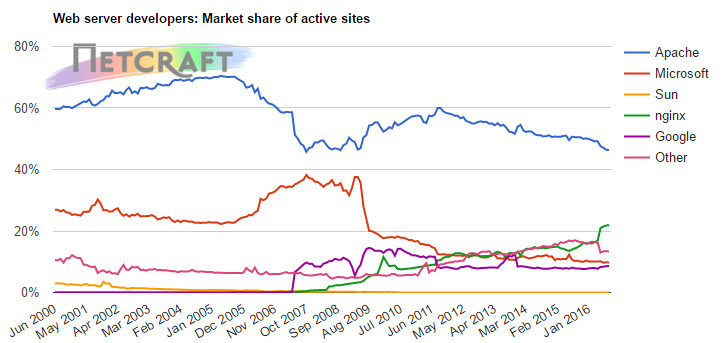 Web server developers: Market share of active sites
NETCRAFT
80%
60%
40%
20%
0%
Apache
Microsoft
Sun
nginx
Google
Other
Jun 2000
May 2001
Apr 2002
Mar 2003
Feb 2004
Jan 2005
Dec 2005
Nov 2006
Oct 2007
Sep 2008
Aug 2009
Jul 2010
Jun 2011
May 2012
Apr 2013
Mar 2014
Feb 2015
Jan 2016